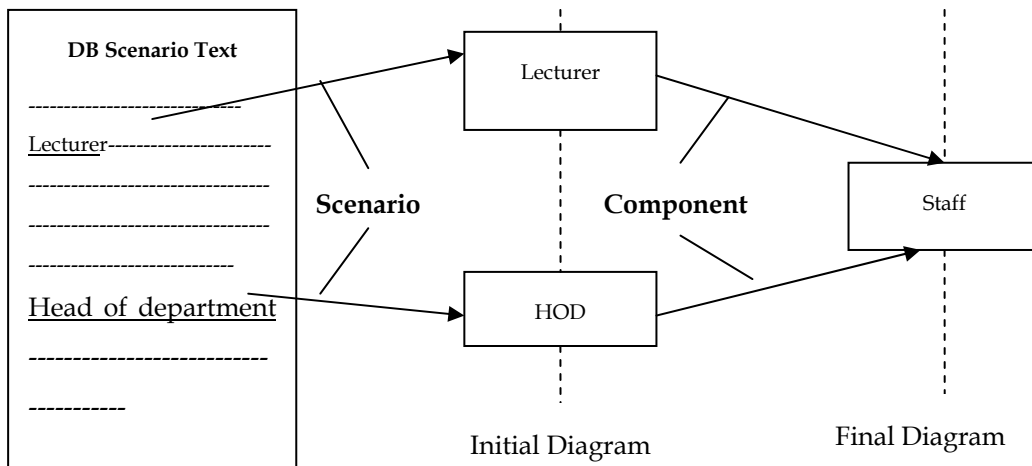 DB Scenario Text
-------------------------------
Lecturer------------------------
-----------------------------------
-----------------------------------
------------------------------
Head of department
---------------------------
-----------
Scenario
Lecturer
HOD
Initial Diagram
Component
Staff
Final Diagram